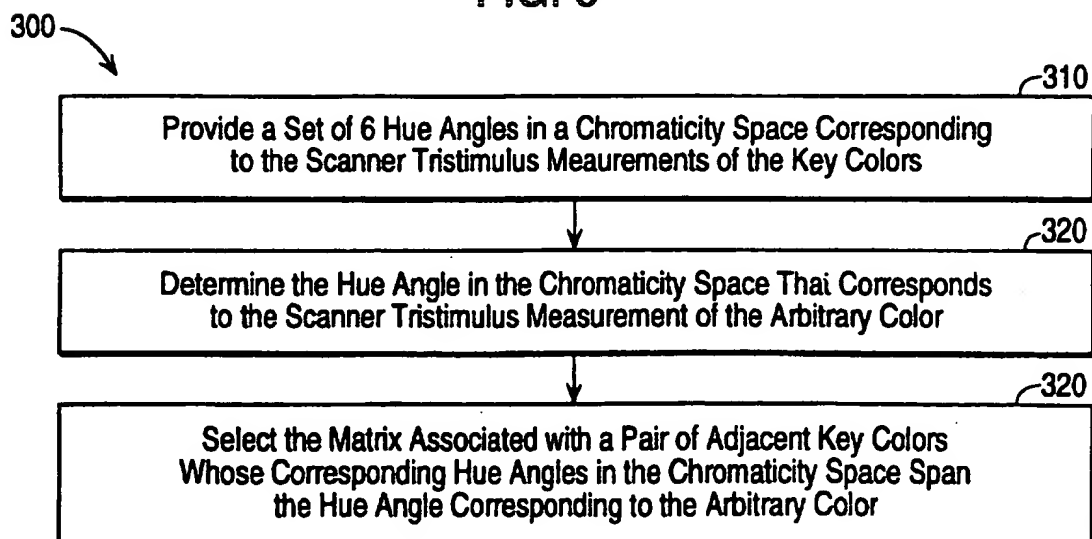 300
310
Provide a Set of 6 Hue Angles in a Chromaticity Space Corresponding
to the Scanner Tristimulus Meaurements of the Key Colors
320
Determine the Hue Angle in the Chromaticity Space That Corresponds
to the Scanner Tristimulus Measurement of the Arbitrary Color
320
Select the Matrix Associated with a Pair of Adjacent Key Colors
Whose Corresponding Hue Angles in the Chromaticity Space Span
the Hue Angle Corresponding to the Arbitrary Color